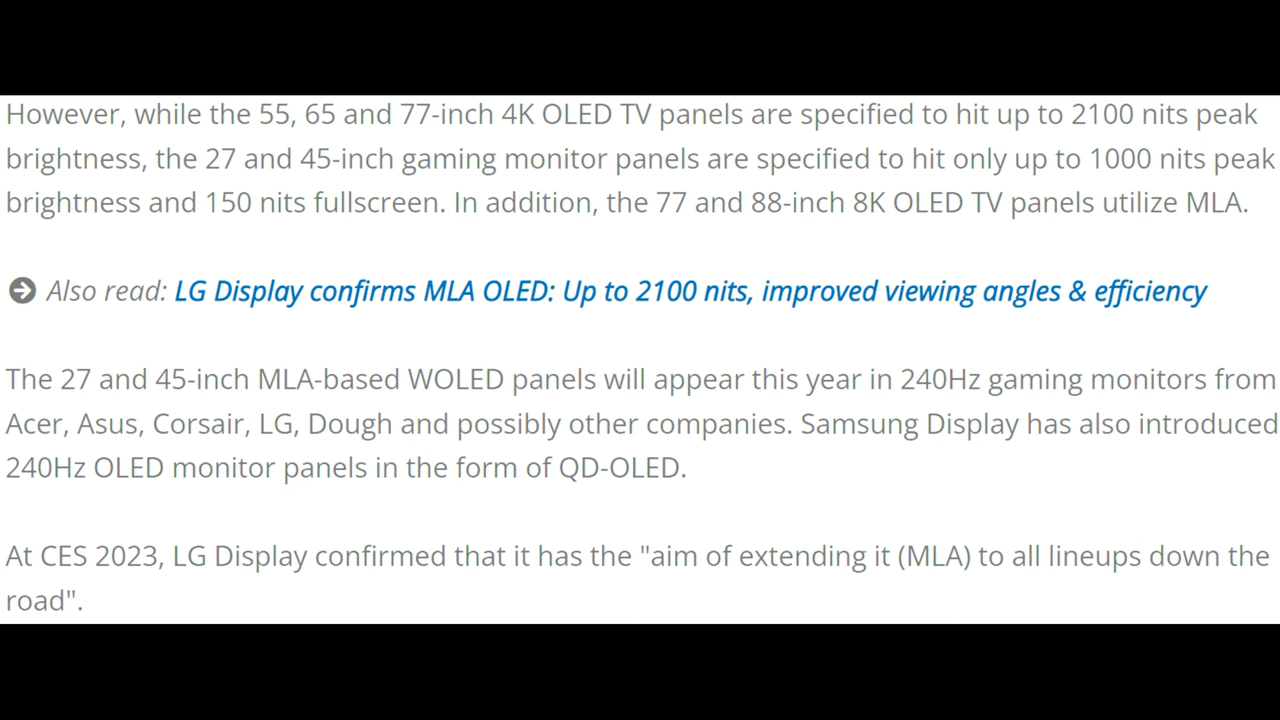 However, while the 55, 65 and 77-inch 4K OLED TV panels are specified to hit up to 2100 nits peak
brightness, the 27 and 45-inch gaming monitor panels are specified to hit only up to 1000 nits peak
brightness and 150 nits fullscreen. In addition, the 77 and 88-inch 8K OLED TV panels utilize MLA.
Also read: LG Display confirms MLA OLED: Up to 2100 nits, improved viewing angles & efficiency
The 27 and 45-inch MLA-based WOLED panels will appear this year in 240Hz gaming monitors from
Acer, Asus, Corsair, LG, Dough and possibly other companies. Samsung Display has also introduced
240Hz OLED monitor panels in the form of QD-OLED.
At CES 2023, LG Display confirmed that it has the "aim of extending it (MLA) to all lineups down the
road".